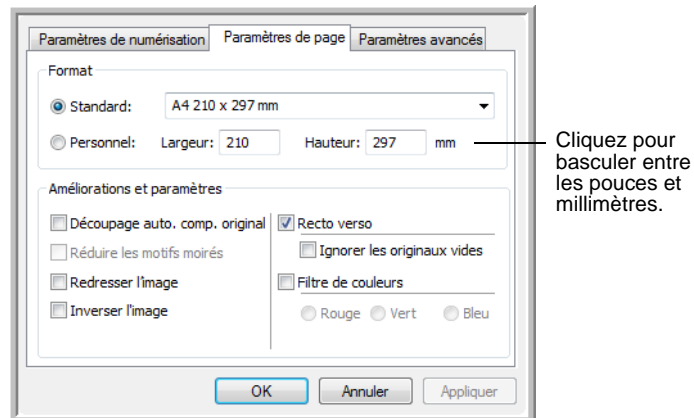 Paramètres de numérisation Paramètres de page Paramètres avancés
Format
Standard: A4 210 x 297 mm
Personnel: Largeur: 210 Hauteur: 297 mm
Cliquez pour
basculer entre
les pouces et
millimètres.
Améliorations et paramètres
Découpage auto. comp. original Recto verso
Réduire les motifs moirés Ignorer les originaux vides
Redresser l'image Filtre de couleurs
Inverser l'image Rouge Vert Bleu
OK Annuler Appliquer